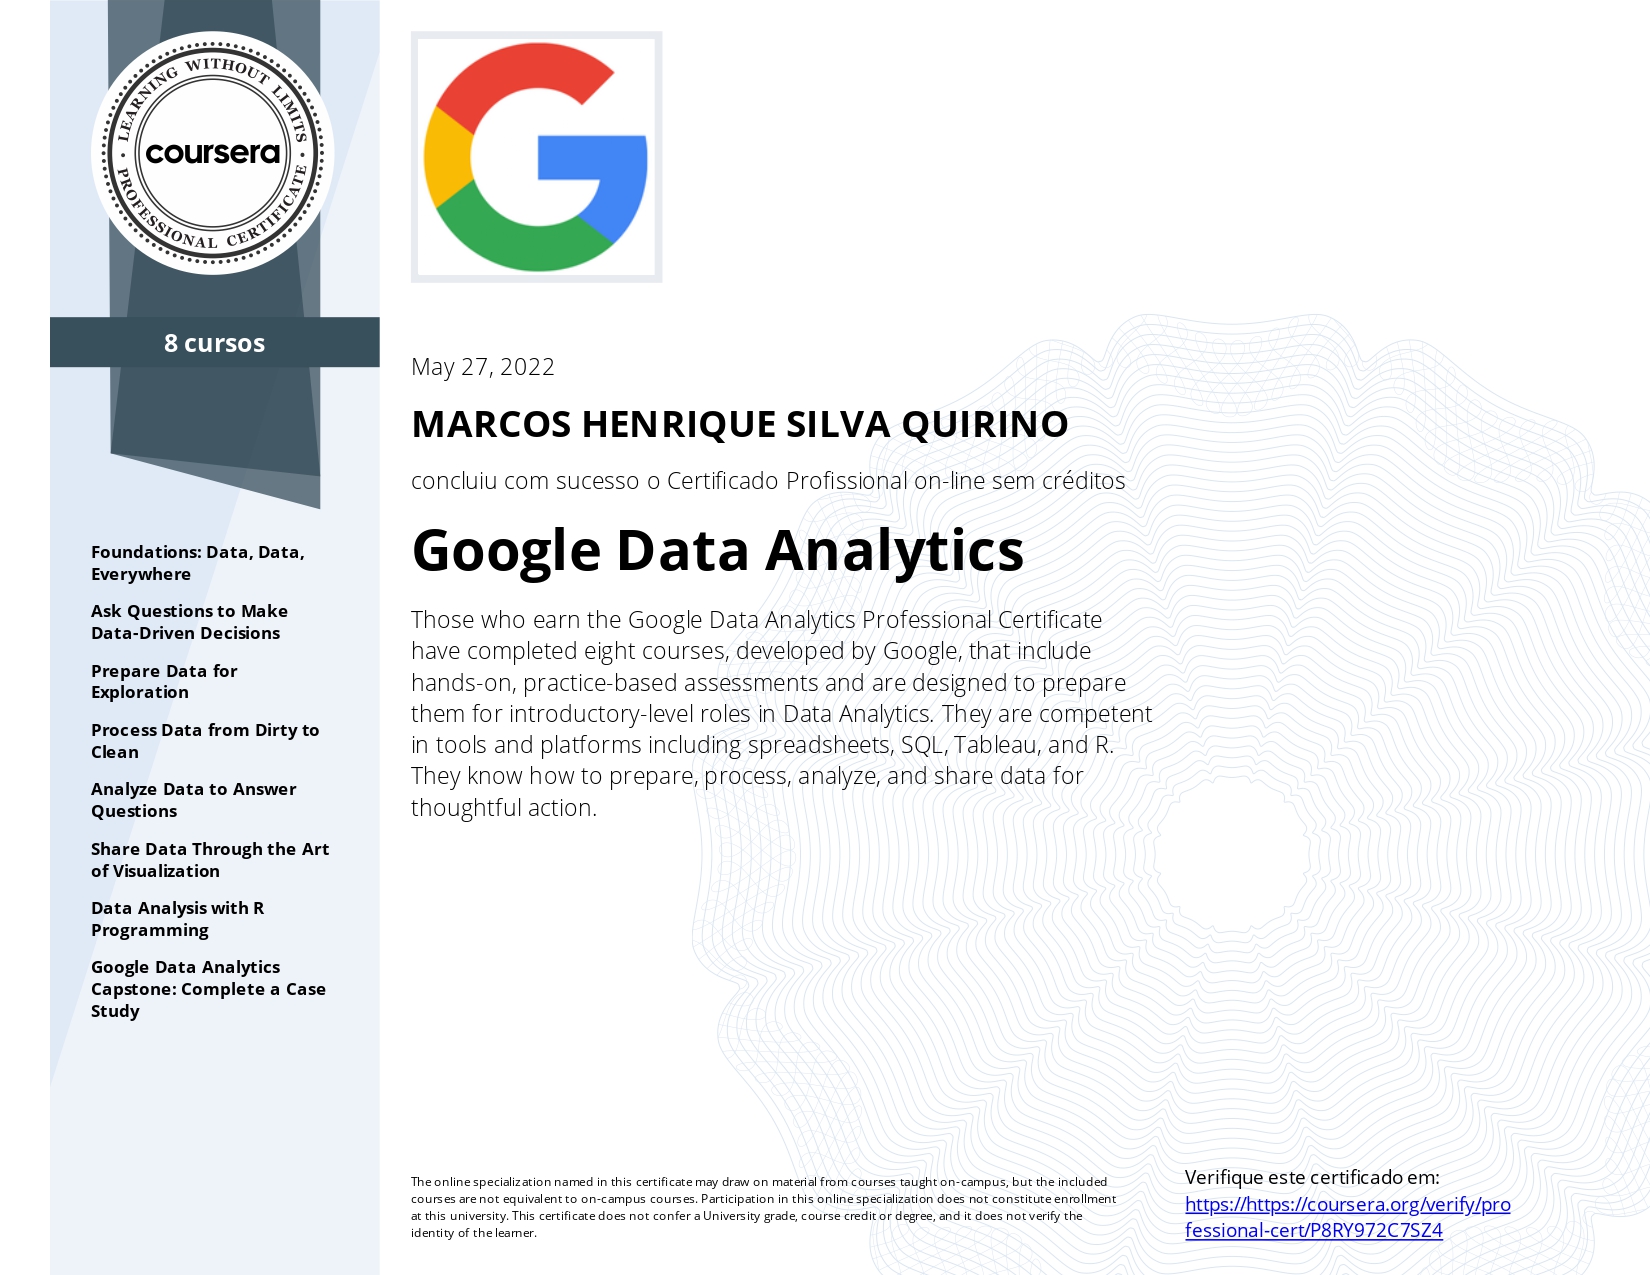 LEARNING WITHOUT LIMITS
coursera
PROFESSIONAL CERTIFICATE
8 cursos
Foundations: Data, Data,
Everywhere
Ask Questions to Make
Data-Driven Decisions
Prepare Data for
Exploration
Process Data from Dirty to
Clean
Analyze Data to Answer
Questions
Share Data Through the Art
of Visualization
Data Analysis with R
Programming
Google Data Analytics
Capstone: Complete a Case
Study
May 27, 2022
MARCOS HENRIQUE SILVA QUIRINO
concluiu com sucesso o Certificado Profissional on-line sem créditos
Google Data Analytics
Those who earn the Google Data Analytics Professional Certificate
have completed eight courses, developed by Google, that include
hands-on, practice-based assessments and are designed to prepare
them for introductory-level roles in Data Analytics. They are competent
in tools and platforms including spreadsheets, SQL, Tableau, and R.
They know how to prepare, process, analyze, and share data for
thoughtful action.
The online specialization named in this certificate may draw on material from courses taught on-campus, but the included
courses are not equivalent to on-campus courses. Participation in this online specialization does not constitute enrollment
at this university. This certificate does not confer a University grade, course credit or degree, and it does not verify the
identity of the learner.
Verifique este certificado em:
https://https://coursera.org/verify/pro
fessional-cert/P8RY972C7SZ4